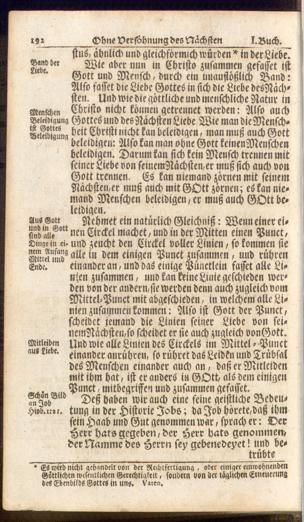 192 Ohne Versöhnung des Nächsten I. Buch.
stus, ähnlich und gleichförmich würden * in der Liebe.
Band der
Liebe.
Wie aber nun in Christo zusammen gefasset ist
Gott und Mensch, durch ein unauflößlich Band:
Also fasset die Liebe Gottes in sich die Liebe des Näch-
sten. Und wie die göttliche und menschliche Natur in
Christo nicht können getrennet werden: Also auch
Menschen
Beleidigung
ist Gottes
Beleidigung
Gottes und des Nächsten Liebe. Wie man die Mensch-
heit Christi nicht kan beleidigen, man muß auch Gott
beleidigen: Also kan man ohne Gott keinen Menschen
beleidigen. Darum kan sich kein Mensch trennen mit
seiner Liebe von seinem Nächsten, er muß sich auch von
Gott trennen. Es kan niemand zörnen mit seinem
Nächsten, er muß auch mit GOtt zörnen; es kan nie-
mand Menschen beleidigen, er muß auch GOtt be-
leidigen.
Aus Gott
und in Gott
sind alle
Dinge in ei-
nem Anfang
Mittel und
Ende.
Nehmet ein natürlich Gleichniß: Wenn einer ei-
nen Circkel machet, und in der Mitten einen Punct,
und zeucht den Circkel voller Linien, so kommen sie
alle in dem einigen Punct zusammen, und rühren
einander an, und das einige Pünctlein fasset alle Li-
nien zusammen, und kan keine Linie geschieden wer-
den von der andern, sie werden denn auch zugleich vom
Mittel-Punct mit abgeschieden, in welchem alle Li-
nien zusammen kommen: Also ist Gott der Punct,
scheidet jemand die Linien seiner Liebe von sei-
nem Nächsten, so scheidet er sie auch zugleich von Gott.
Mitleiden
aus Liebe.
Und wie alle Linien des Circkels im Mittel-Punct
einander anrühren, so rühret das Leiden und Trübsal
des Menschen einander auch an, daß er Mitleiden
mit ihm hat, ist er anders in GOtt, als dem einigen
Punct, mitbegriffen und zusammen gefasset.
Schön Bild
an Job
Hiob.1.21.
Deß haben wir auch eine feine geistliche Bedeu-
tung in der Historie Jobs; da Job hörete, daß ihm
sein Haab und Gut genommen war, sprach er: Der
Herr hats gegeben, der Herr hats genommen,
der Namme des Herrn sey gebenedeyet! und be-
trübte
* Es wird nicht gehandelt von der Rechtfertigung, oder einiger einwohnenden
Göttlichen wesentlichen Gerechtigkeit, sondern von der täglichen Erneuerung
des Ebenbilds Gottes in uns.